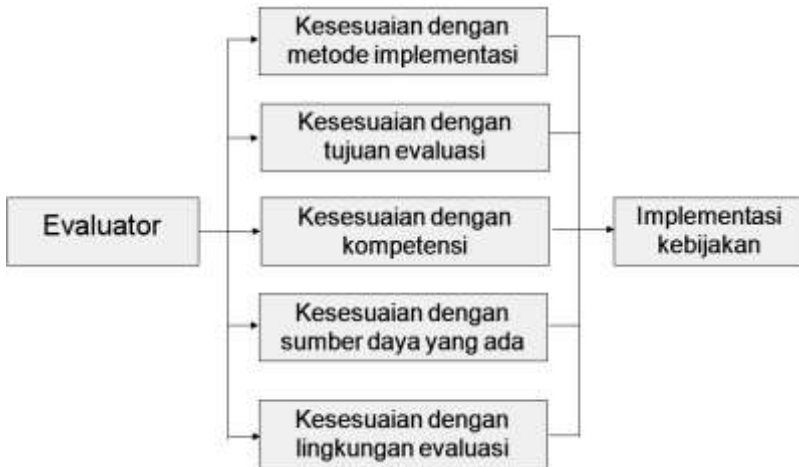 Kesesuaian dengan
metode implementasi
Kesesuaian dengan
tujuan evaluasi
Evaluator
Kesesuaian dengan
kompetensi
Implementasi
kebijakan
Kesesuaian dengan
sumber daya yang ada
Kesesuaian dengan
lingkungan evaluasi